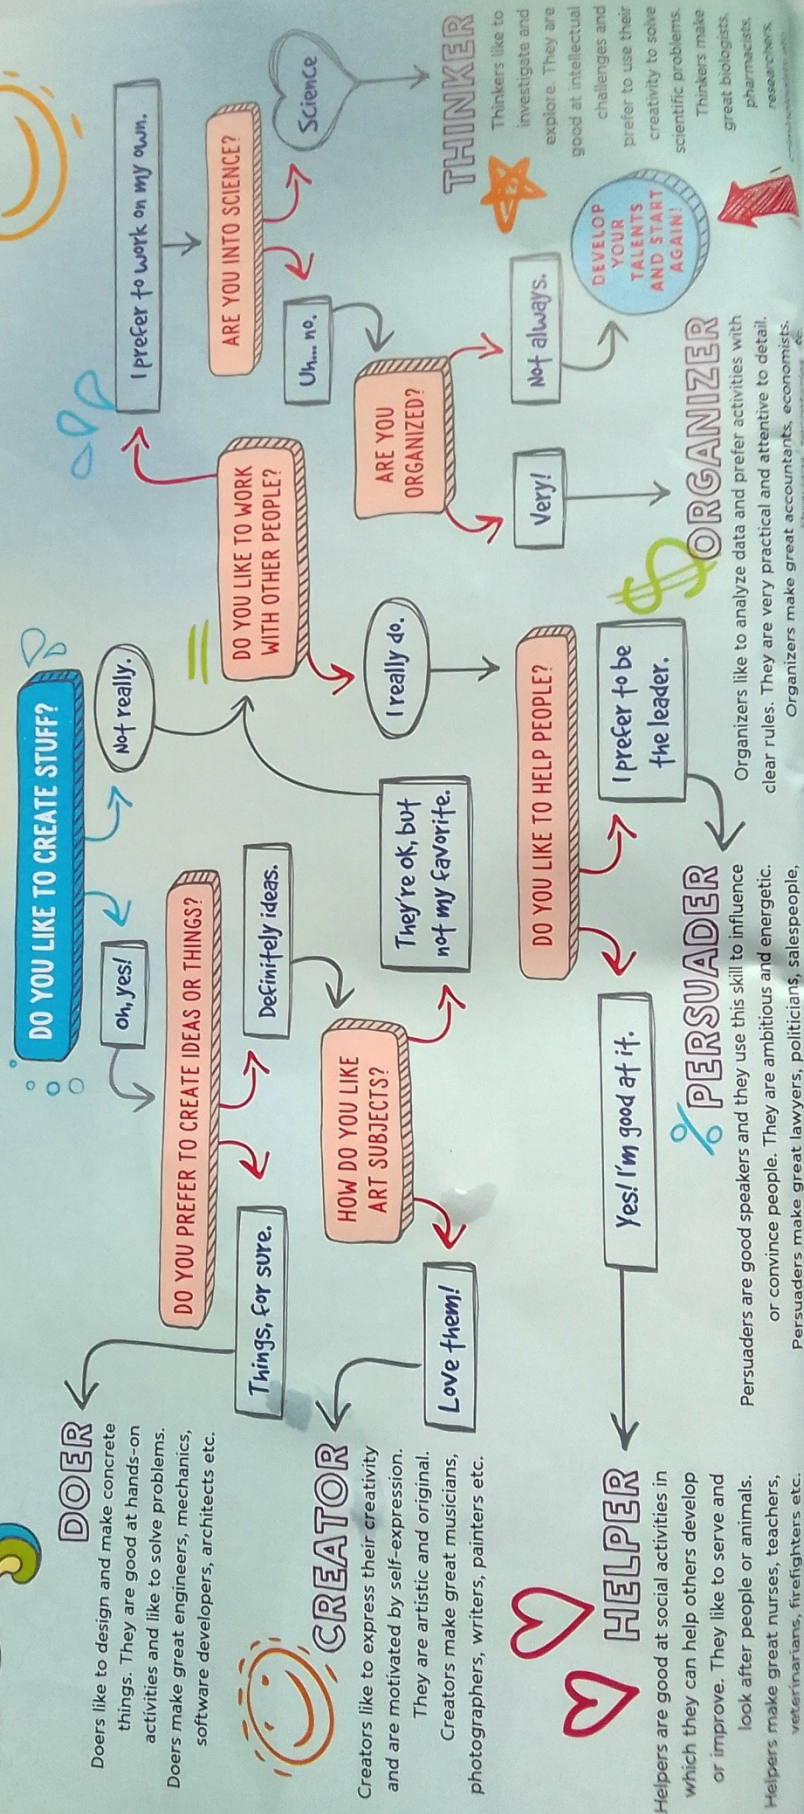 DO YOU LIKE TO CREATE STUFF?
Oh, yes!
Not really.
DO YOU PREFER TO CREATE IDEAS OR THINGS?
Things, for sure.
Definitely ideas.
DOER
Doers like to design and make concrete
things. They are good at hands-on
activities and like to solve problems.
Doers make great engineers, mechanics,
software developers, architects etc.
HOW DO YOU LIKE
ART SUBJECTS?
Love them!
They're ok, but
not my favorite.
CREATOR
Creators like to express their creativity
and are motivated by self-expression.
They are artistic and original.
Creators make great musicians,
photographers, writers, painters etc.
DO YOU LIKE TO WORK
WITH OTHER PEOPLE?
I really do.
I prefer to work on my own.
ARE YOU INTO SCIENCE?
Uh... no.
Science
THINKER
Thinkers like to
investigate and
explore. They are
good at intellectual
challenges and
prefer to use their
creativity to solve
scientific problems.
Thinkers make
great biologists,
pharmacists,
researchers,
ARE YOU
ORGANIZED?
Very!
Not always.
DEVELOP
YOUR
TALENTS
AND START
AGAIN!
ORGANIZER
Organizers like to analyze data and prefer activities with
clear rules. They are very practical and attentive to detail.
Organizers make great accountants, economists,
DO YOU LIKE TO HELP PEOPLE?
Yes! I'm good at it.
I prefer to be
the leader.
HELPER
Helpers are good at social activities in
which they can help others develop
or improve. They like to serve and
look after people or animals.
Helpers make great nurses, teachers,
veterinarians, firefighters etc.
PERSUADER
Persuaders are good speakers and they use this skill to influence
or convince people. They are ambitious and energetic.
Persuaders make great lawyers, politicians, salespeople,